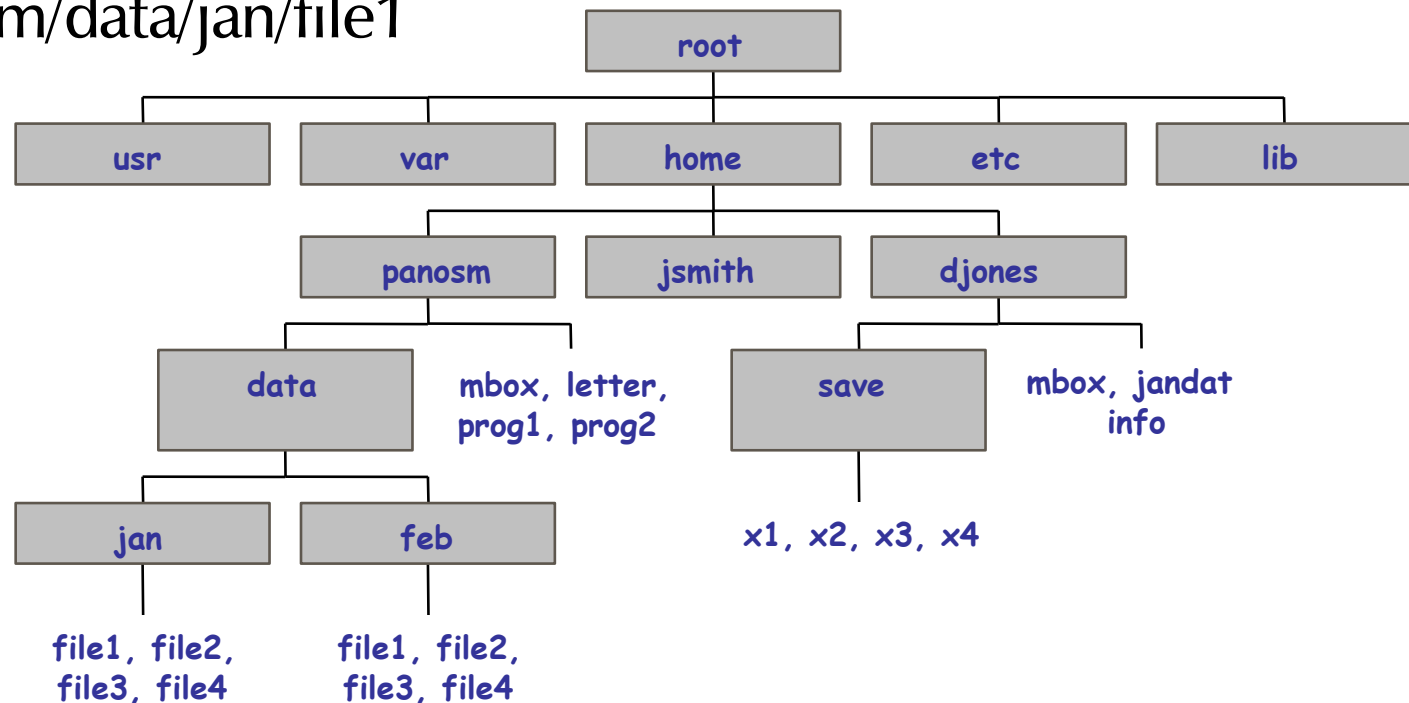 m/data/jan/file1
root
usr
var
home
etc
lib
panosm
jsmith
djones
data
mbox, letter,
prog1, prog2
save
mbox, jandat
info
jan
feb
x1, x2, x3, x4
file1, file2,
file3, file4
file1, file2,
file3, file4